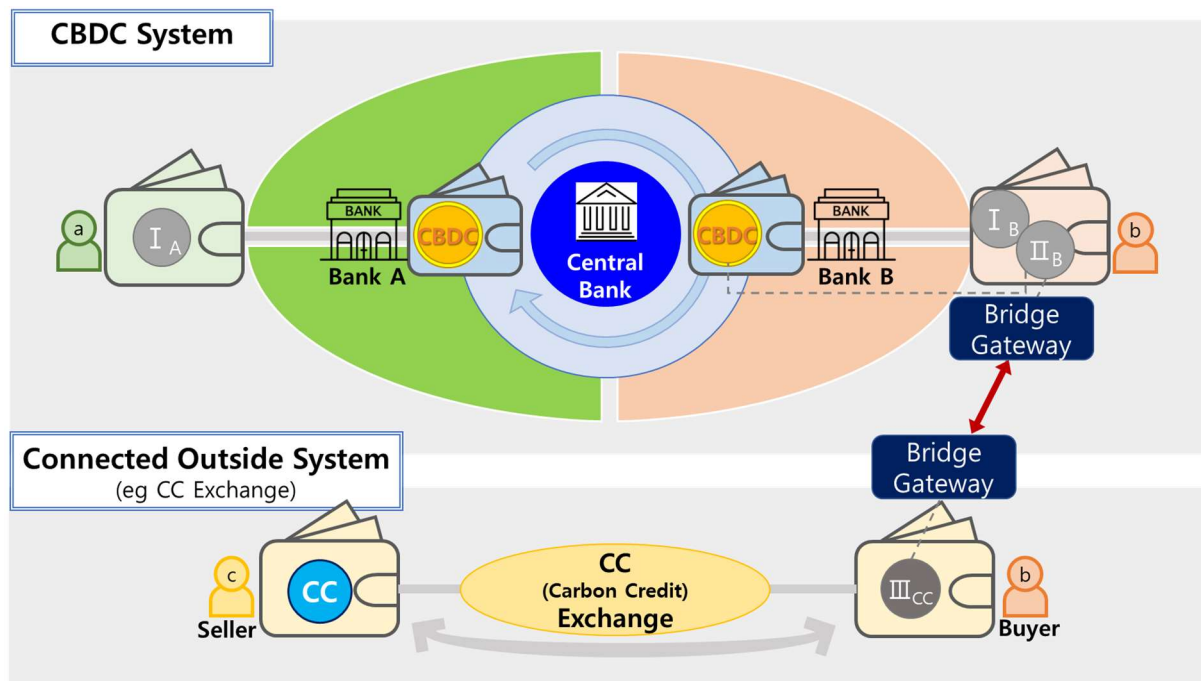 CBDC System
a
Ⅰ A
BANK
Bank A
CBDC
Central
Bank
CBDC
BANK
Bank B
Ⅰ B
Ⅱ B
b
Bridge
Gateway
Connected Outside System
(eg CC Exchange)
Bridge
Gateway
c
Seller
CC
CC
(Carbon Credit)
Exchange
Ⅲ CC
b
Buyer